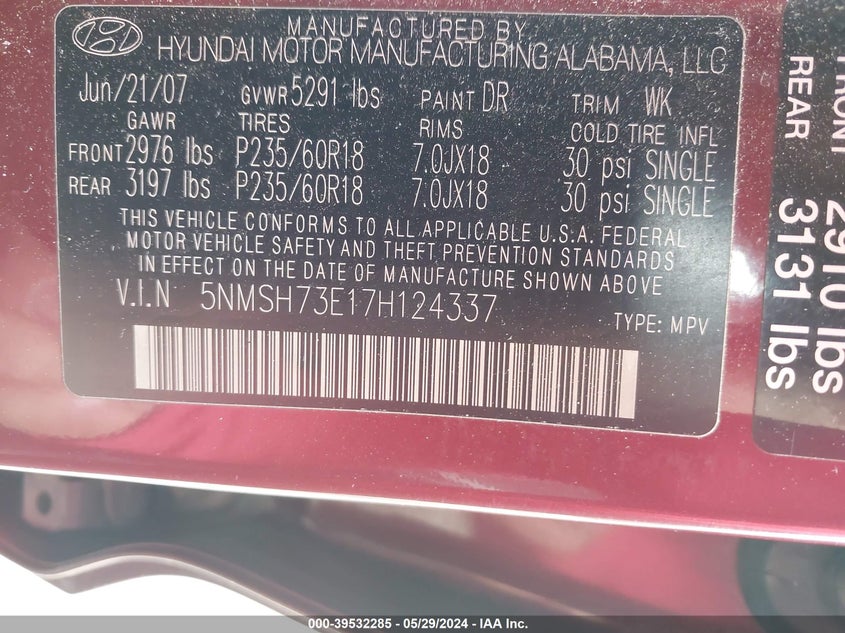 MANUFACTURED BY
HYUNDAI MOTOR MANUFACTURING ALABAMA, LLC
Jun/21/07 GVWR 5291 lbs PAINT DR TRIM WK
GAWR TIRES RIMS COLD TIRE INFL
FRONT 2976 lbs P235/60R18 7.0JX18 30 psi SINGLE
REAR 3197 lbs P235/60R18 7.0JX18 30 psi SINGLE
THIS VEHICLE CONFORMS TO ALL APPLICABLE U.S.A. FEDERAL
MOTOR VEHICLE SAFETY AND THEFT PREVENTION STANDARDS
IN EFFECT ON THE DATE OF MANUFACTURE SHOWN ABOVE
V.I.N 5NMSH73E17H124337
TYPE: MPV
FRONT 2910 lbs
REAR 3131 lbs
000-39532285 - 05/29/2024 - IAA Inc.